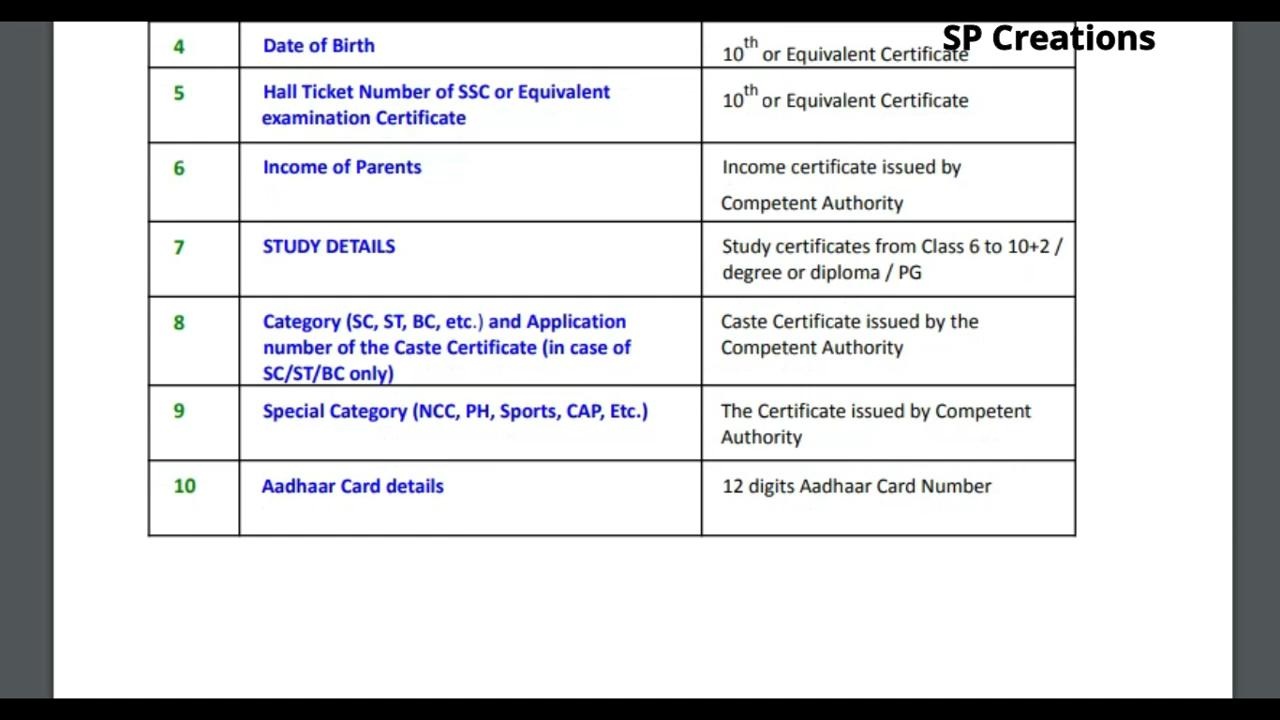 SP Creations
4 Date of Birth 10th or Equivalent Certificate
5 Hall Ticket Number of SSC or Equivalent 10th or Equivalent Certificate
examination Certificate
6 Income of Parents Income certificate issued by
Competent Authority
7 STUDY DETAILS Study certificates from Class 6 to 10+2 /
degree or diploma / PG
8 Category (SC, ST, BC, etc.) and Application Caste Certificate issued by the
number of the Caste Certificate (in case of Competent Authority
SC/ST/BC only)
9 Special Category (NCC, PH, Sports, CAP, Etc.) The Certificate issued by Competent
Authority
10 Aadhaar Card details 12 digits Aadhaar Card Number